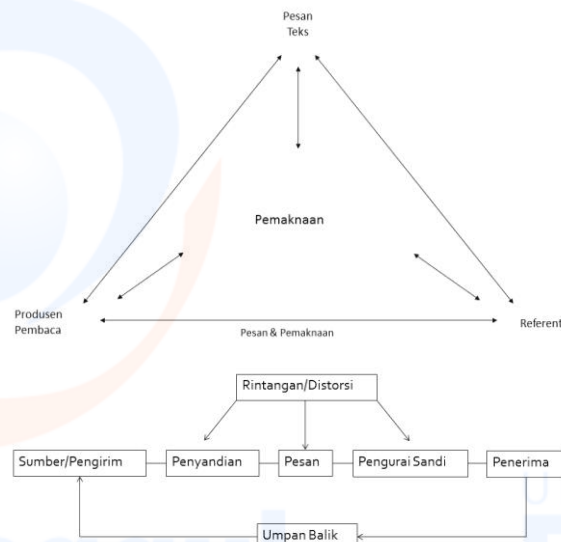 Pesan
Teks
Pemaknaan
Produsen
Pembaca
Referent
Pesan & Pemaknaan
Rintangan/Distorsi
Sumber/Pengirim
Penyandian
Pesan
Pengurai Sandi
Penerima
Umpan Balik